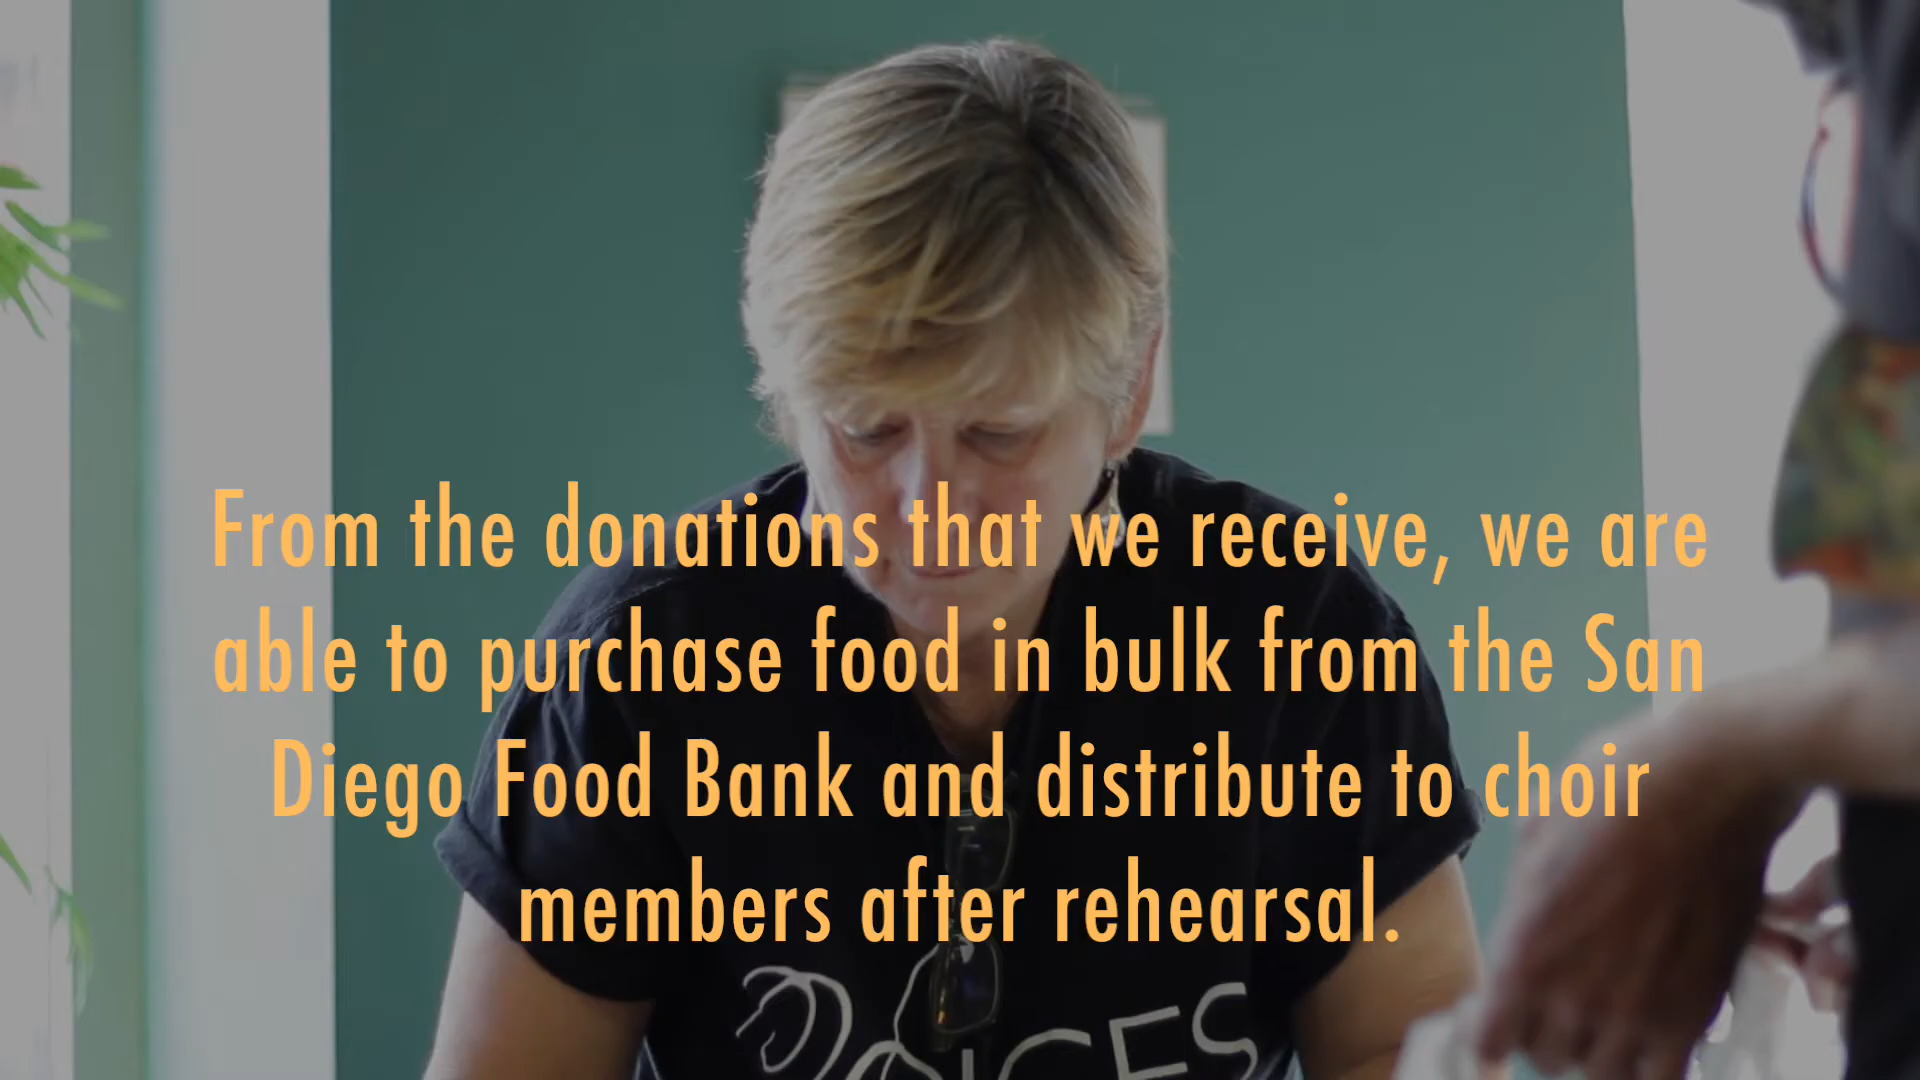 From the donations that we receive, we are
able to purchase food in bulk from the San
Diego Food Bank and distribute to choir
members after rehearsal.
VOICES